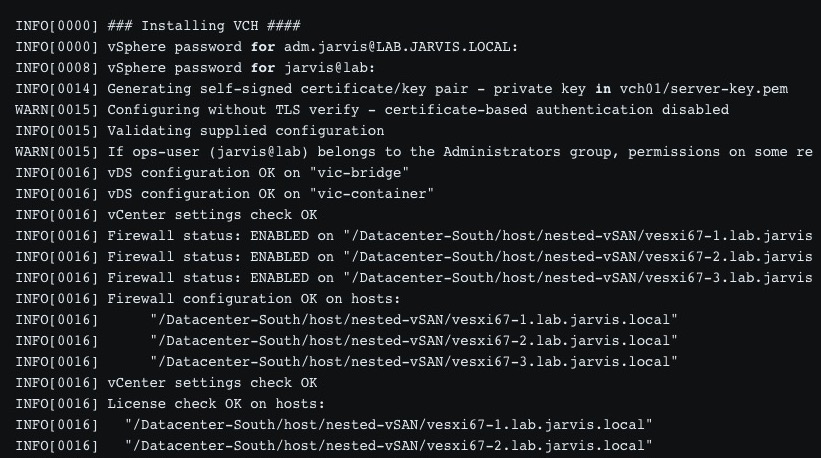 INFO[0000] ### Installing VCH ####
INFO[0000] vSphere password for adm.jarvis@LAB.JARVIS.LOCAL:
INFO[0008] vSphere password for jarvis@lab:
INFO[0014] Generating self-signed certificate/key pair - private key in vch01/server-key.pem
WARN[0015] Configuring without TLS verify - certificate-based authentication disabled
INFO[0015] Validating supplied configuration
WARN[0015] If ops-user (jarvis@lab) belongs to the Administrators group, permissions on some re
INFO[0016] vDS configuration OK on "vic-bridge"
INFO[0016] vDS configuration OK on "vic-container"
INFO[0016] vCenter settings check OK
INFO[0016] Firewall status: ENABLED on "/Datacenter-South/host/nested-vSAN/vesxi67-1.lab.jarvis
INFO[0016] Firewall status: ENABLED on "/Datacenter-South/host/nested-vSAN/vesxi67-2.lab.jarvis
INFO[0016] Firewall status: ENABLED on "/Datacenter-South/host/nested-vSAN/vesxi67-3.lab.jarvis
INFO[0016] Firewall configuration OK on hosts:
INFO[0016]      "/Datacenter-South/host/nested-vSAN/vesxi67-1.lab.jarvis.local"
INFO[0016]      "/Datacenter-South/host/nested-vSAN/vesxi67-2.lab.jarvis.local"
INFO[0016]      "/Datacenter-South/host/nested-vSAN/vesxi67-3.lab.jarvis.local"
INFO[0016] vCenter settings check OK
INFO[0016] License check OK on hosts:
INFO[0016]   "/Datacenter-South/host/nested-vSAN/vesxi67-1.lab.jarvis.local"
INFO[0016]   "/Datacenter-South/host/nested-vSAN/vesxi67-2.lab.jarvis.local"